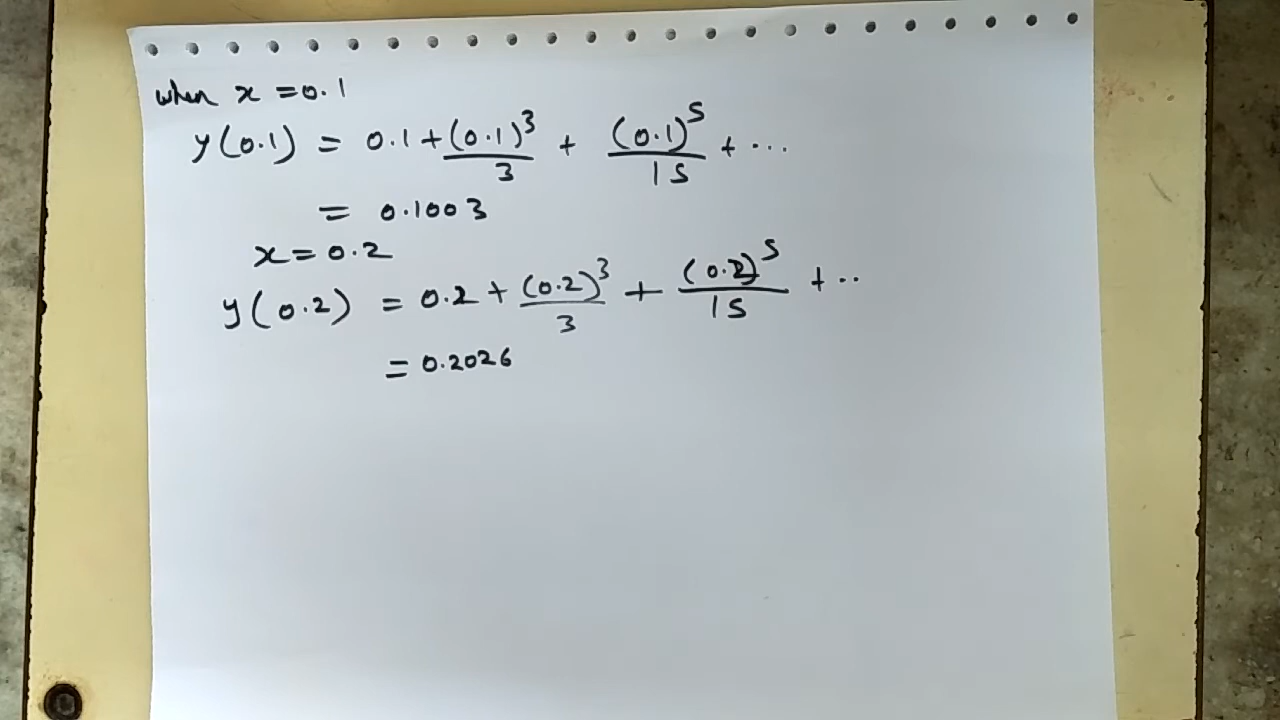 when x = 0.1
y(0.1) = 0.1 + (0.1)^3/3 + (0.1)^5/15 + ...
= 0.1003
x = 0.2
y(0.2) = 0.2 + (0.2)^3/3 + (0.2)^5/15 + ..
= 0.2026